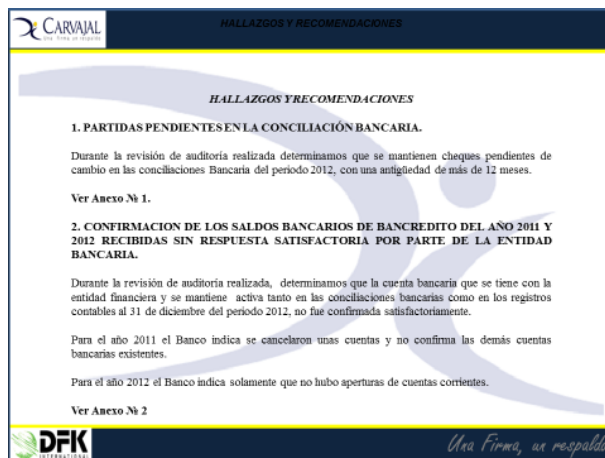 CARVAJAL
Una Firma, un respaldo
HALLAZGOS Y RECOMENDACIONES
HALLAZGOS Y RECOMENDACIONES
1. PARTIDAS PENDIENTES EN LA CONCILIACIÓN BANCARIA.
Durante la revisión de auditoría realizada determinamos que se mantienen cheques pendientes de
cambio en las conciliaciones Bancaria del periodo 2012, con una antigüedad de más de 12 meses.
Ver Anexo № 1.
2. CONFIRMACION DE LOS SALDOS BANCARIOS DE BANCREDITO DEL AÑO 2011 Y
2012 RECIBIDAS SIN RESPUESTA SATISFACTORIA POR PARTE DE LA ENTIDAD
BANCARIA.
Durante la revisión de auditoría realizada, determinamos que la cuenta bancaria que se tiene con la
entidad financiera y se mantiene activa tanto en las conciliaciones bancarias como en los registros
contables al 31 de diciembre del periodo 2012, no fue confirmada satisfactoriamente.
Para el año 2011 el Banco indica se cancelaron unas cuentas y no confirma las demás cuentas
bancarias existentes.
Para el año 2012 el Banco indica solamente que no hubo aperturas de cuentas corrientes.
Ver Anexo № 2
DFK
INTERNATIONAL
Una Firma, un respaldo